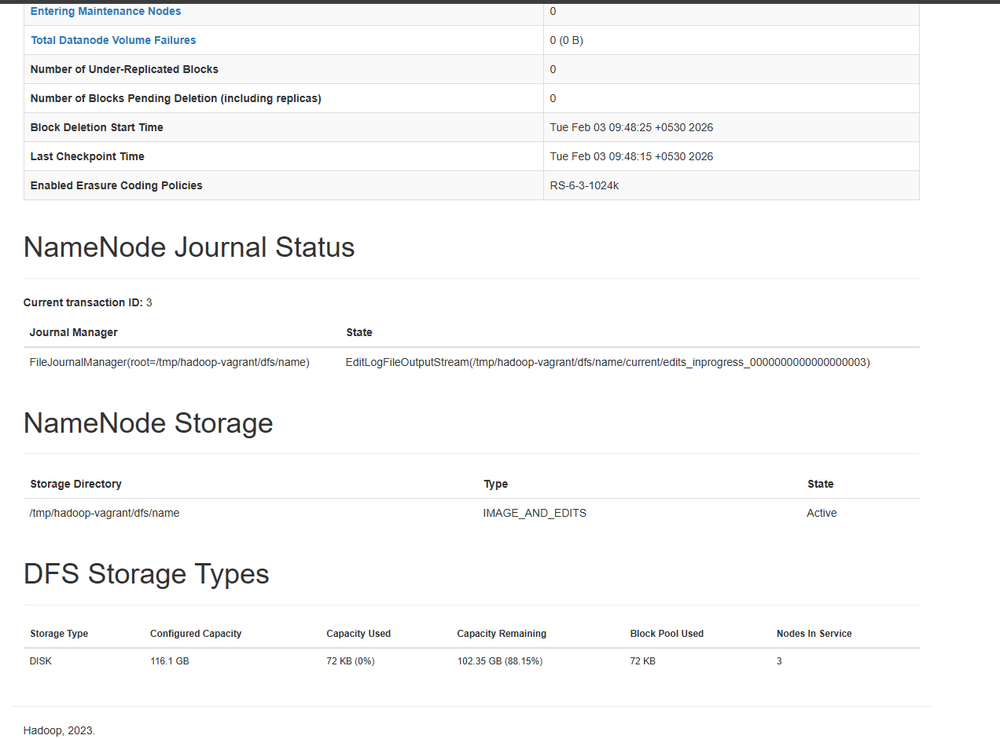 Entering Maintenance Nodes 0
Total Datanode Volume Failures 0 (0 B)
Number of Under-Replicated Blocks 0
Number of Blocks Pending Deletion (including replicas) 0
Block Deletion Start Time Tue Feb 03 09:48:25 +0530 2026
Last Checkpoint Time Tue Feb 03 09:48:15 +0530 2026
Enabled Erasure Coding Policies RS-6-3-1024k
NameNode Journal Status
Current transaction ID: 3
Journal Manager State
FileJournalManager(root=/tmp/hadoop-vagrant/dfs/name) EditLogFileOutputStream(/tmp/hadoop-vagrant/dfs/name/current/edits_inprogress_0000000000000000003)
NameNode Storage
Storage Directory Type State
/tmp/hadoop-vagrant/dfs/name IMAGE_AND_EDITS Active
DFS Storage Types
Storage Type Configured Capacity Capacity Used Capacity Remaining Block Pool Used Nodes In Service
DISK 116.1 GB 72 KB (0%) 102.35 GB (88.15%) 72 KB 3
Hadoop, 2023.